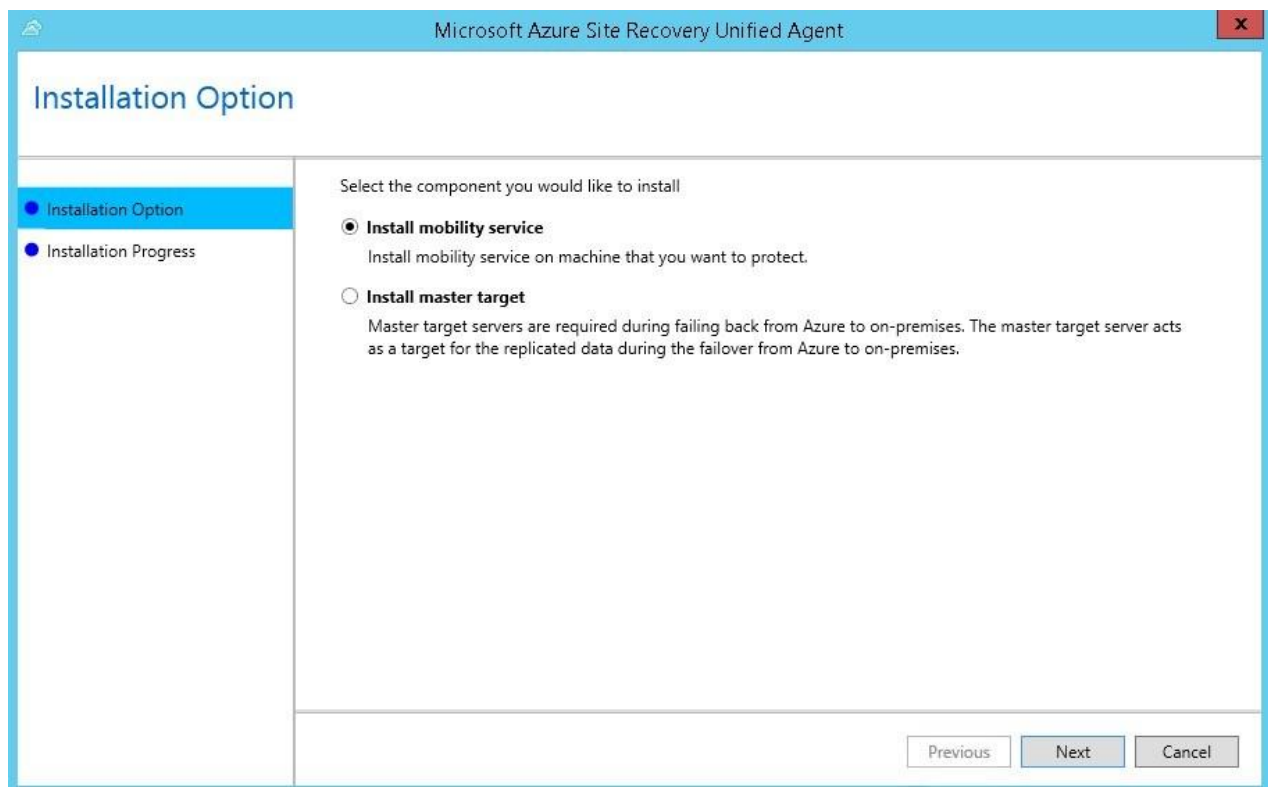 Microsoft Azure Site Recovery Unified Agent
x
Installation Option
Installation Option
Installation Progress
Select the component you would like to install
Install mobility service
Install mobility service on machine that you want to protect.
Install master target
Master target servers are required during failing back from Azure to on-premises. The master target server acts
as a target for the replicated data during the failover from Azure to on-premises.
Previous
Next
Cancel